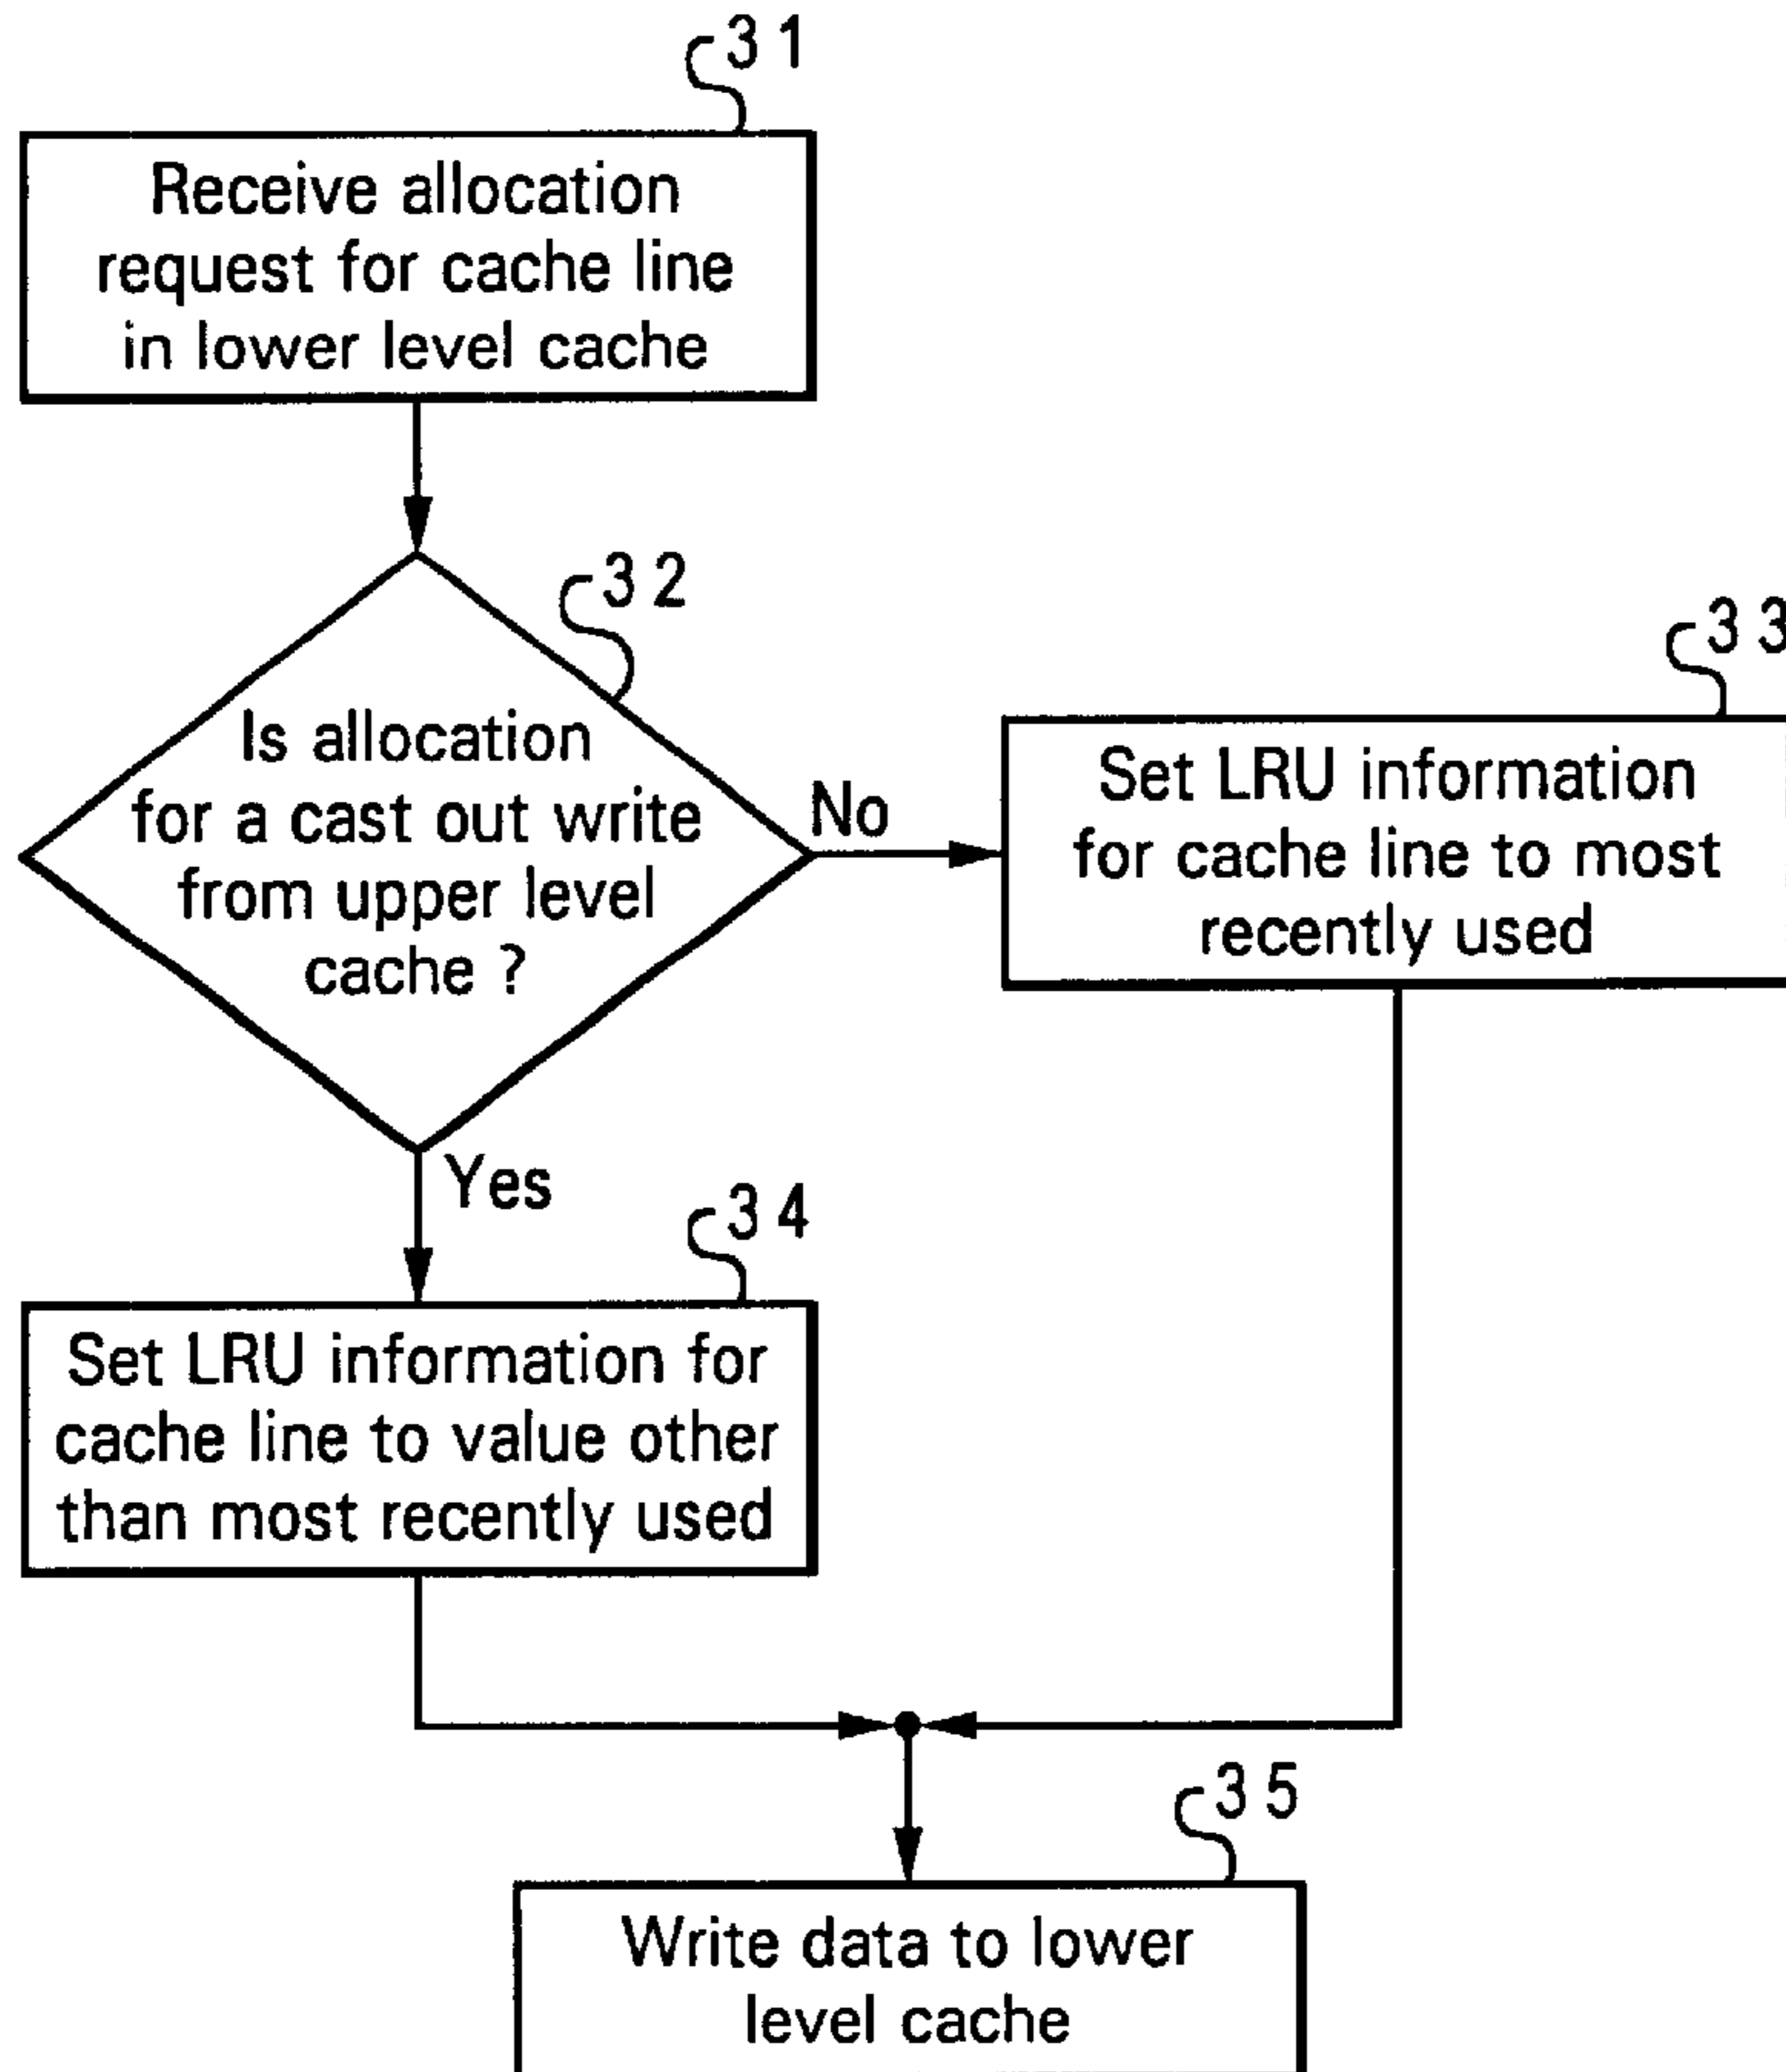 31
Receive allocation
request for cache line
in lower level cache
32
Is allocation
for a cast out write
from upper level
cache ?
No
33
Set LRU information
for cache line to most
recently used
Yes
34
Set LRU information for
cache line to value other
than most recently used
35
Write data to lower
level cache